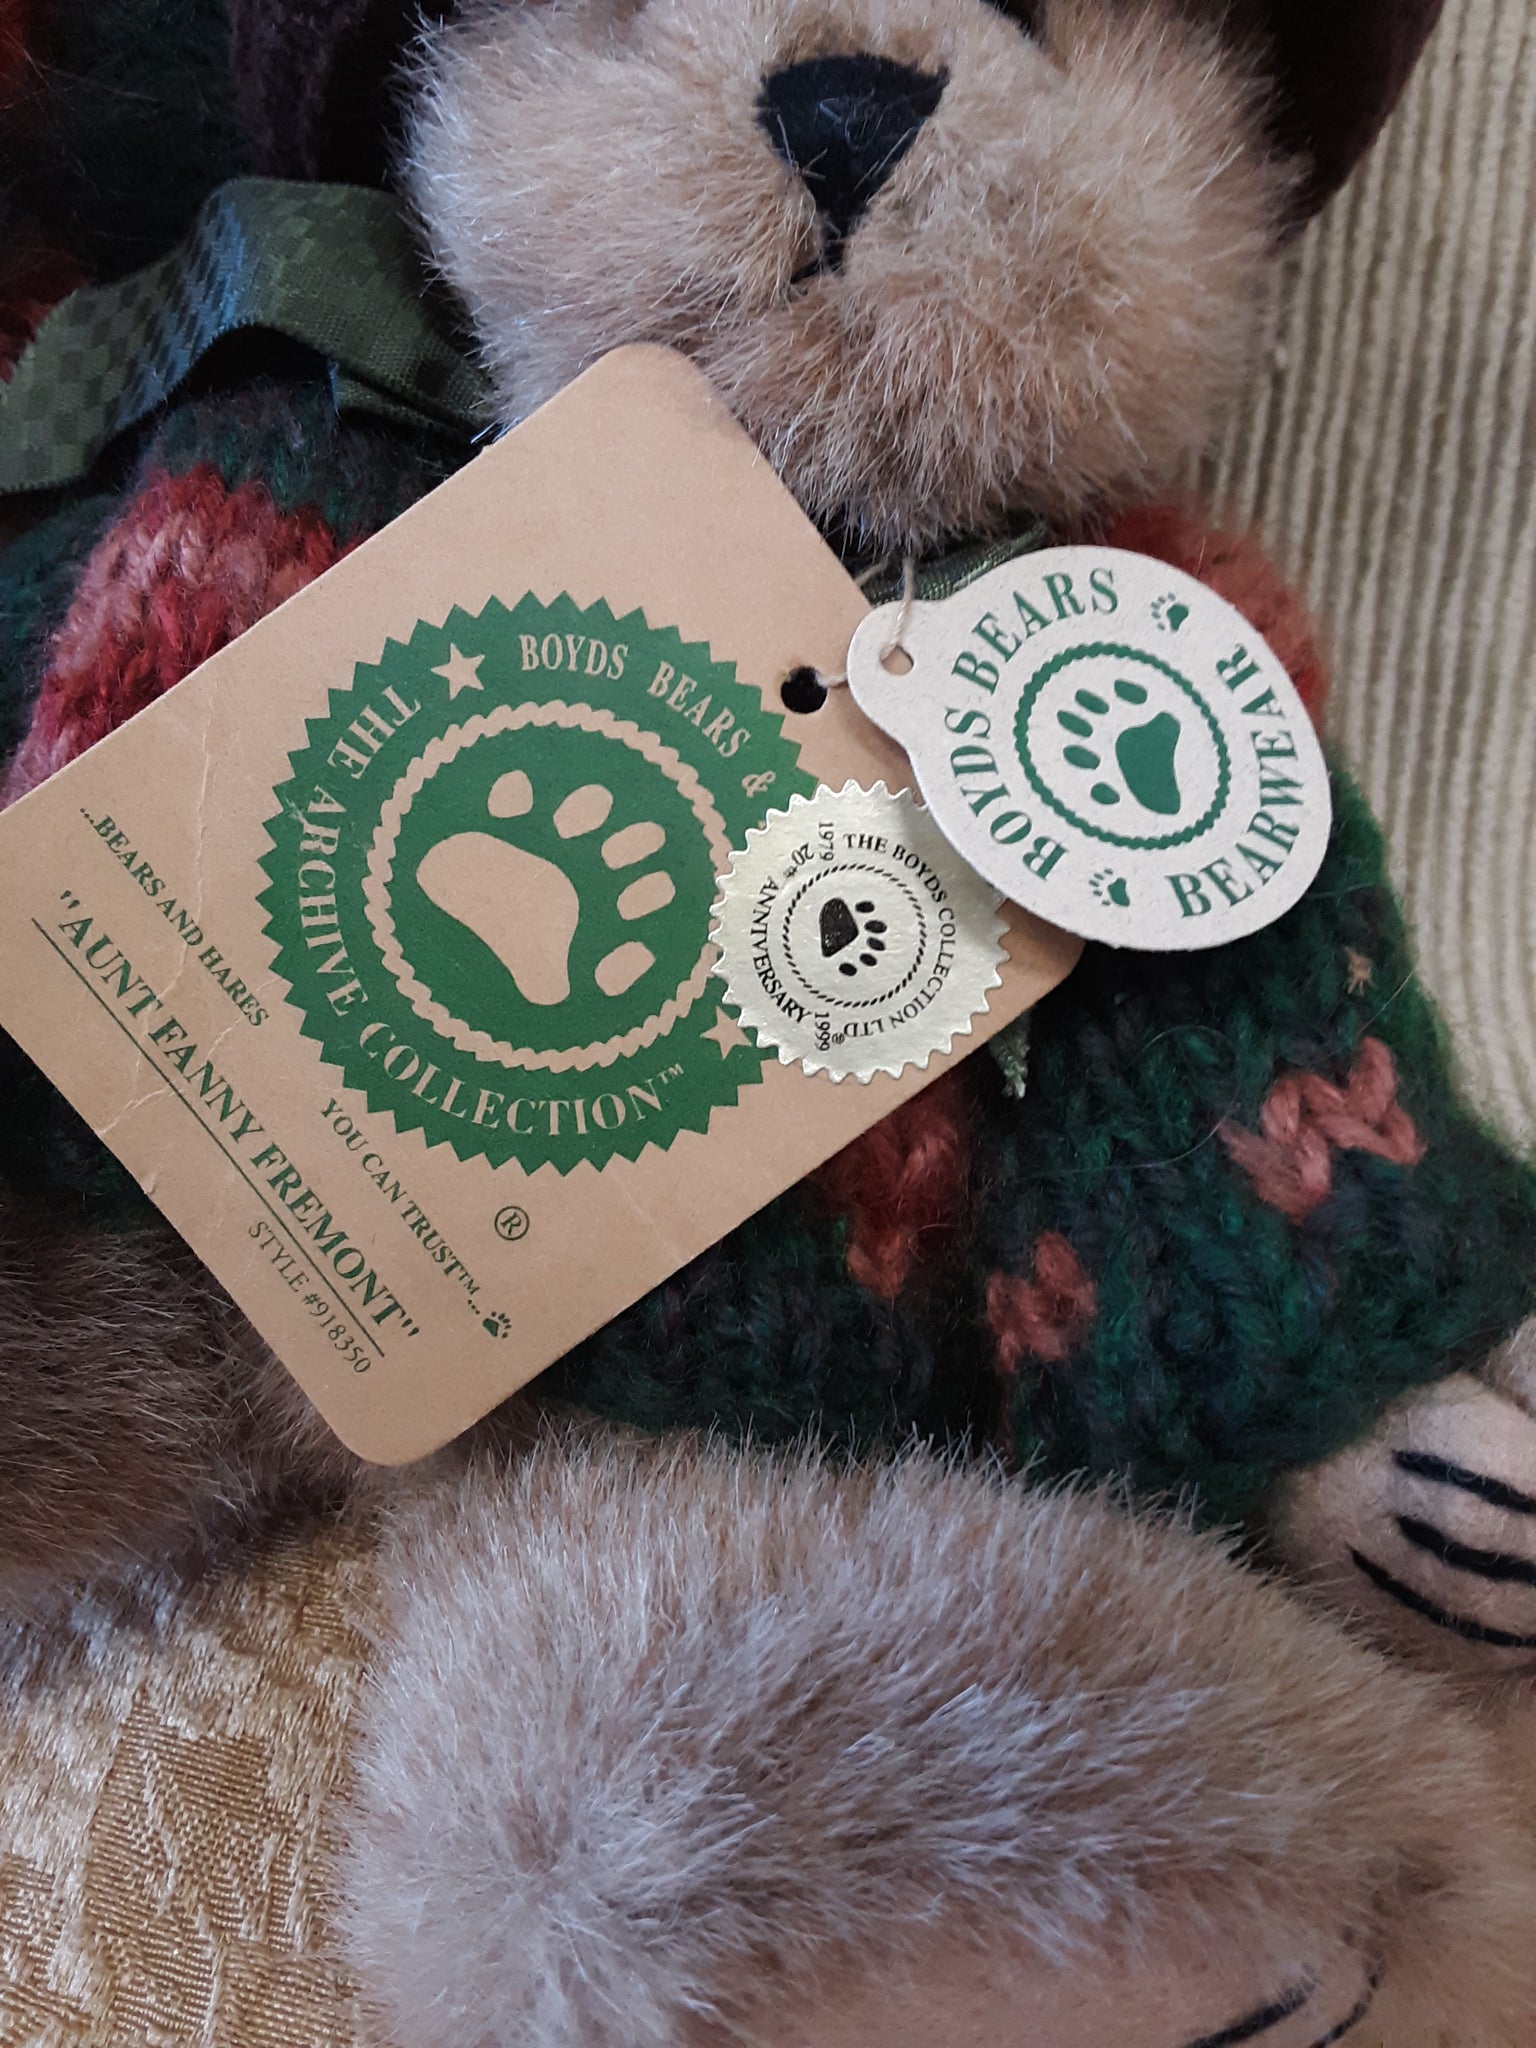 BOYDS BEARS &
THE ARCHIVE COLLECTION™
®
...BEARS AND HARES
YOU CAN TRUST™...
"AUNT FANNY FREMONT"
STYLE #918350
THE BOYDS COLLECTION LTD®
1979 20th ANNIVERSARY 1999
BOYDS BEARS
BEARWEAR